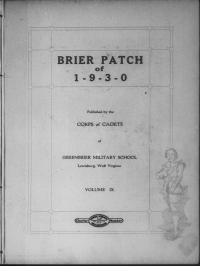 BRIER PATCH
of
1-9-3-0
Published by the
CORPS of CADETS
of
GREENBRIER MILITARY SCHOOL
Lewisburg, West Virginia
VOLUME IX